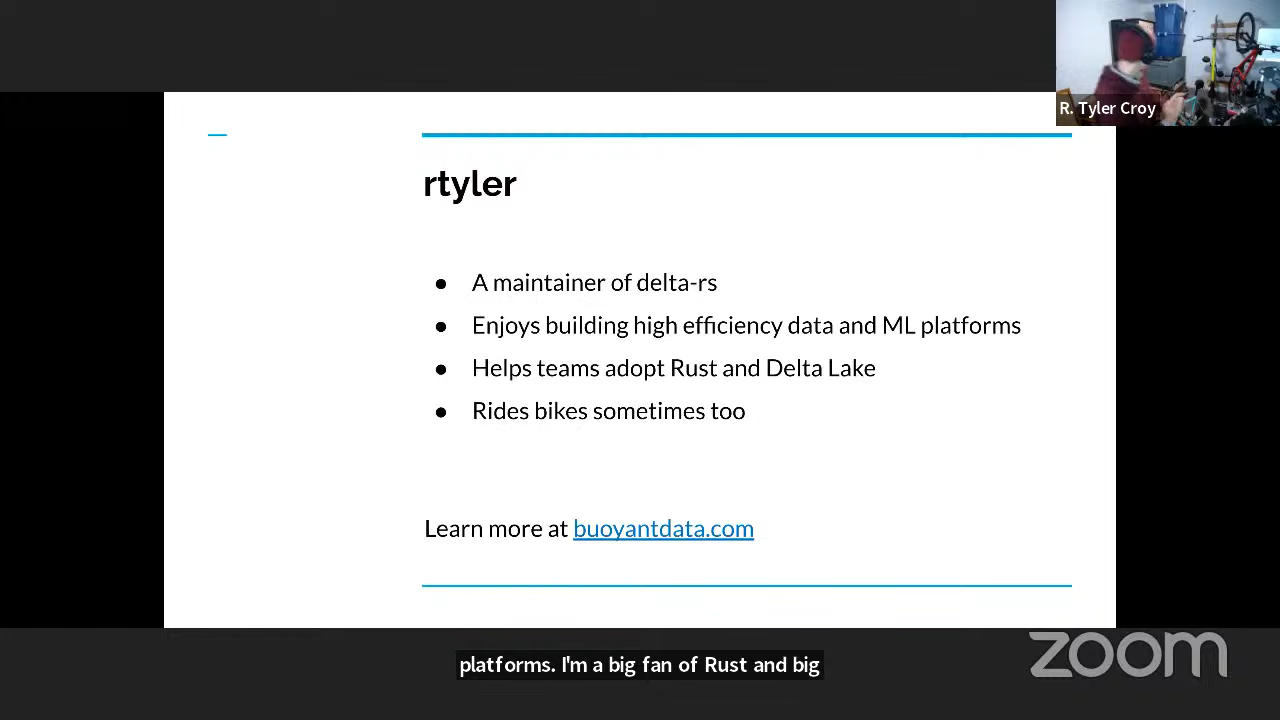 R. Tyler Croy
rtyler
● A maintainer of delta-rs
● Enjoys building high efficiency data and ML platforms
● Helps teams adopt Rust and Delta Lake
● Rides bikes sometimes too
Learn more at buoyantdata.com
platforms. I'm a big fan of Rust and big
zoom